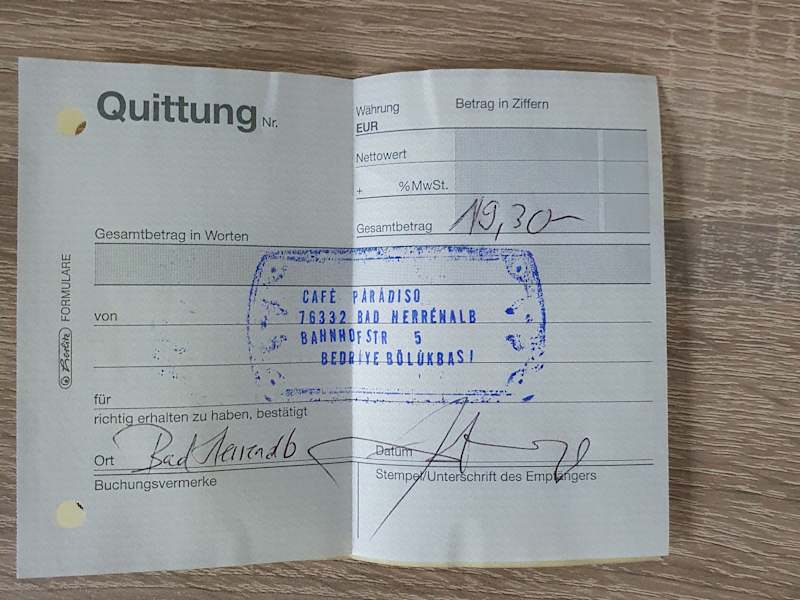 Quittung Nr.
Währung
EUR
Betrag in Ziffern
Nettowert
+ %MwSt.
Gesamtbetrag 19,30
Gesamtbetrag in Worten
CAFÉ PARADISO
76332 BAD HERRENALB
BAHNHOFSTR 5
BEDRIYE BÖLÜKBASI
von
für
richtig erhalten zu haben, bestätigt
Ort Bad Herrenalb
Datum
Buchungsvermerke
Stempel/Unterschrift des Empfängers
Berlin FORMULARE